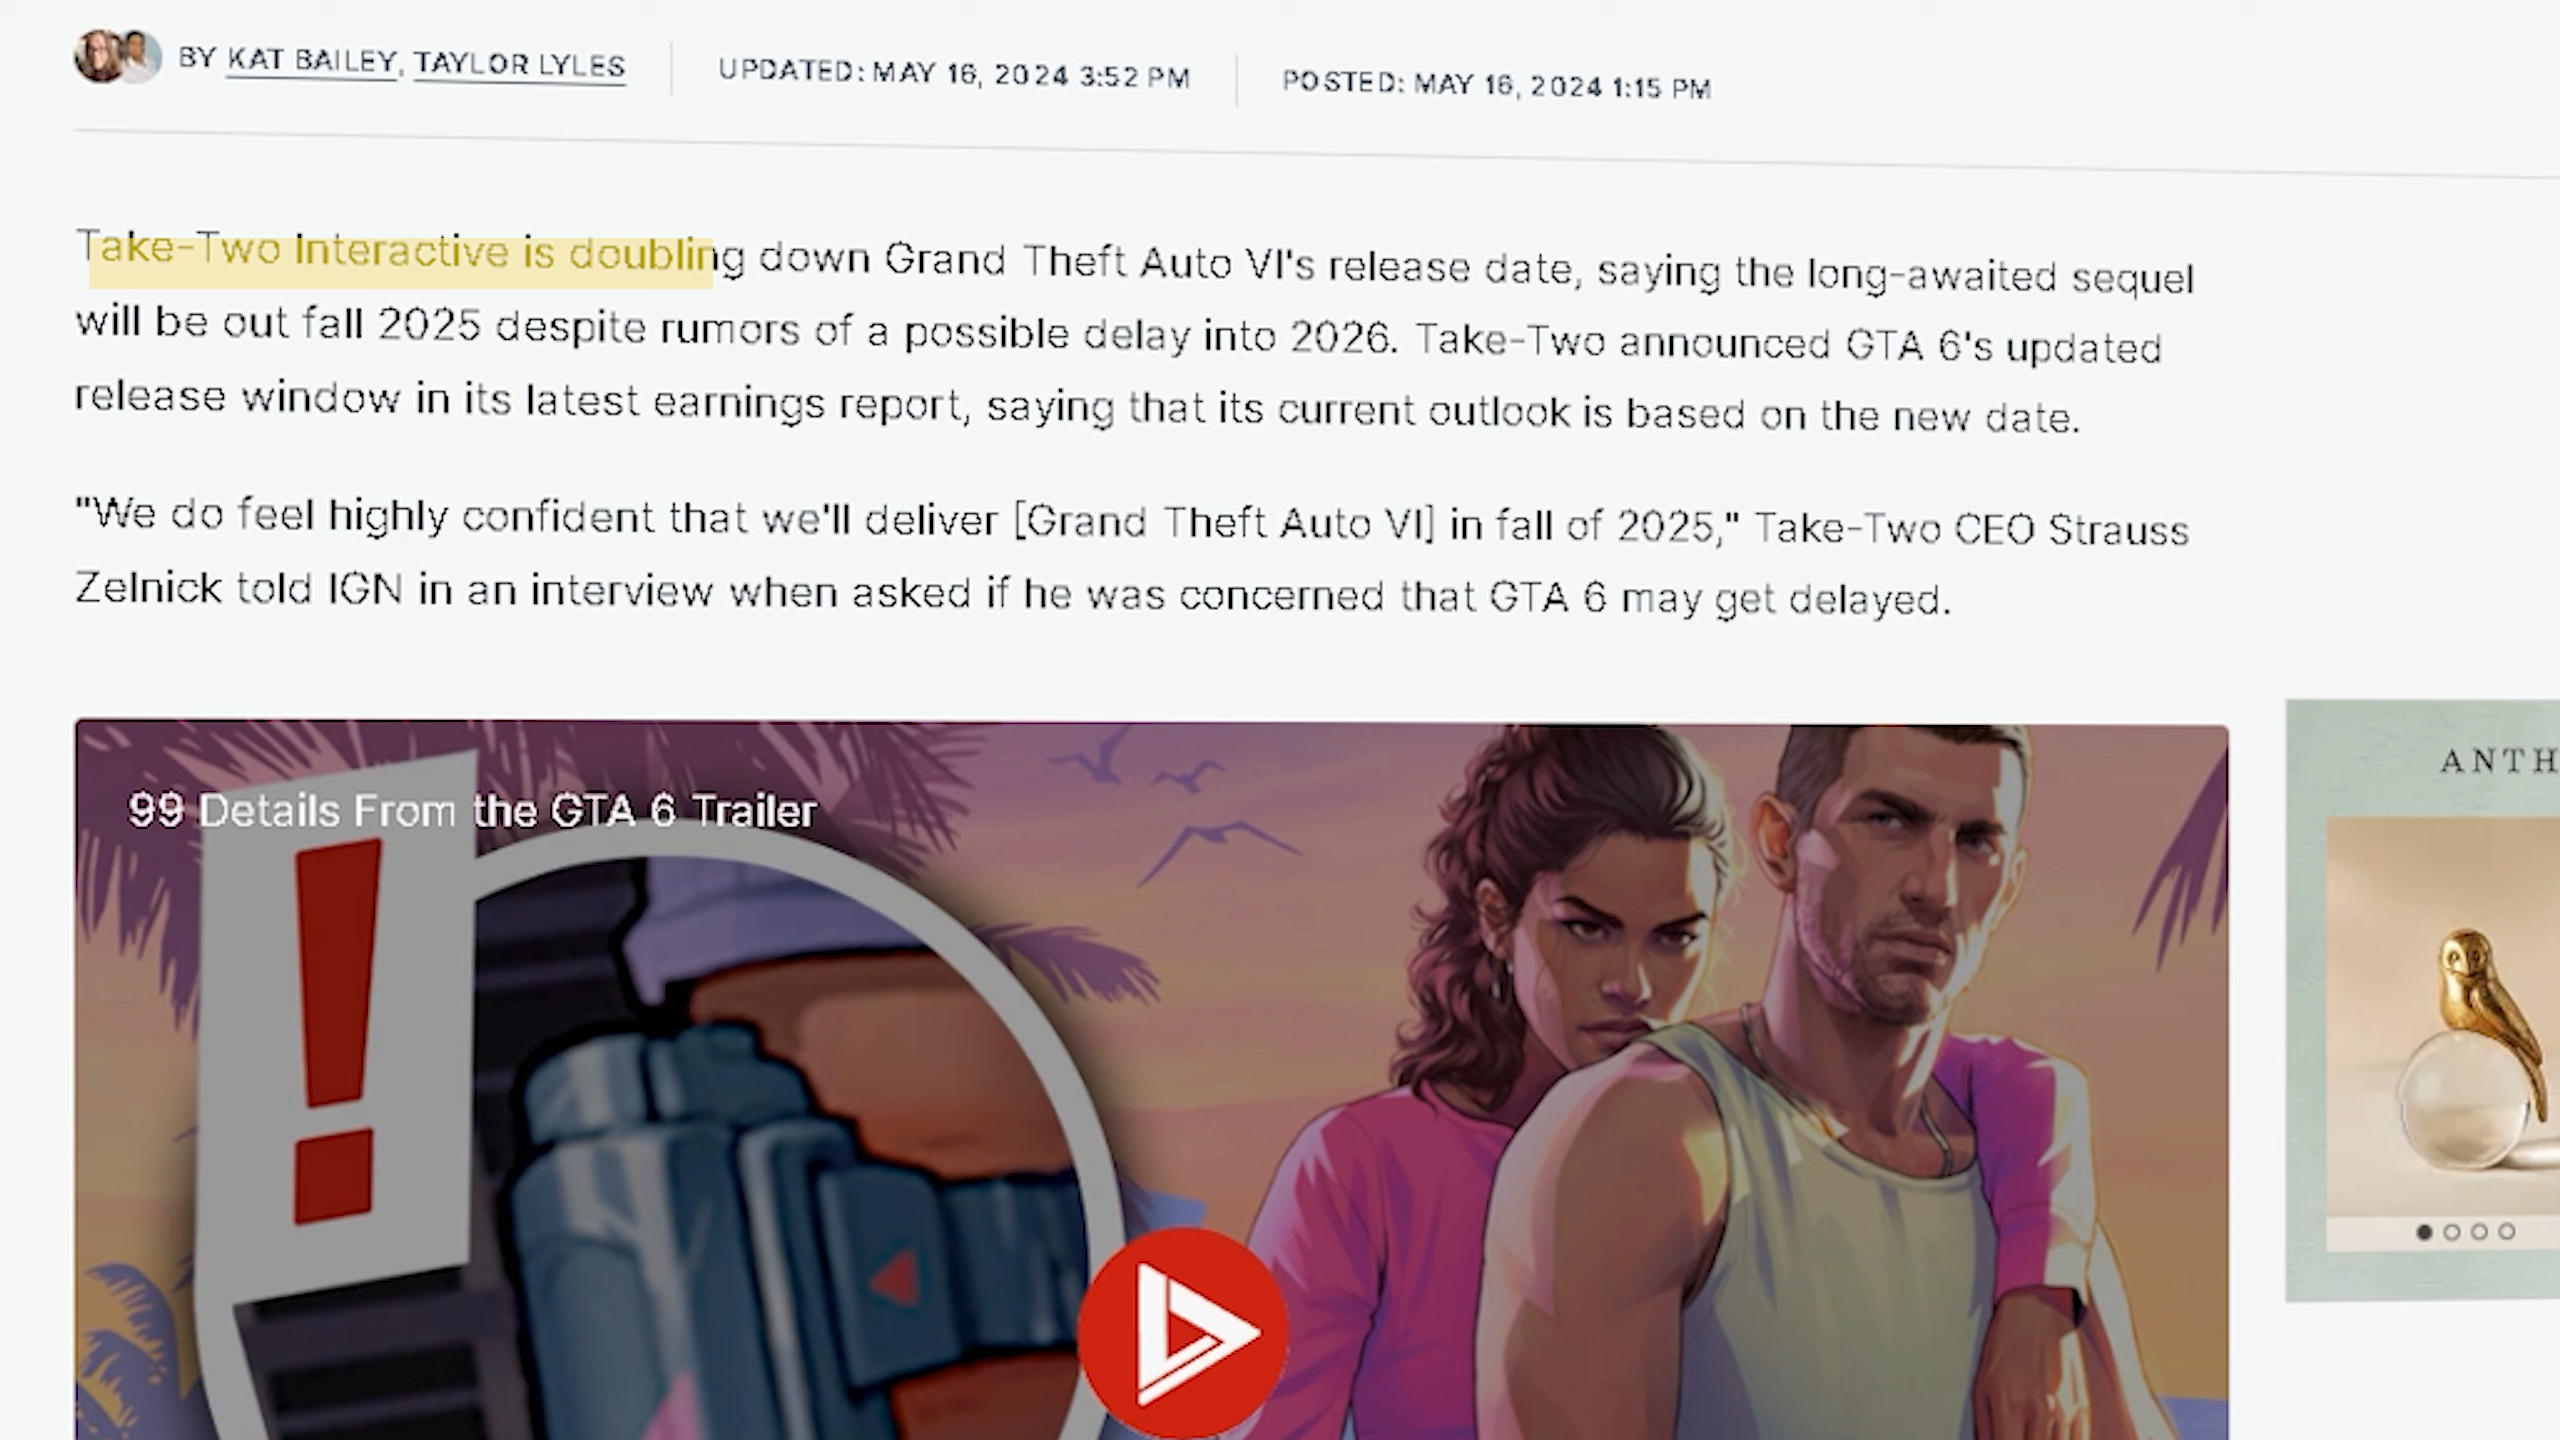 BY KAT BAILEY, TAYLOR LYLES
UPDATED: MAY 16, 2024 3:52 PM
POSTED: MAY 16, 2024 1:15 PM
Take-Two Interactive is doubling down Grand Theft Auto VI's release date, saying the long-awaited sequel
will be out fall 2025 despite rumors of a possible delay into 2026. Take-Two announced GTA 6's updated
release window in its latest earnings report, saying that its current outlook is based on the new date.
"We do feel highly confident that we'll deliver [Grand Theft Auto VI] in fall of 2025," Take-Two CEO Strauss
Zelnick told IGN in an interview when asked if he was concerned that GTA 6 may get delayed.
99 Details From the GTA 6 Trailer
!
ANTH